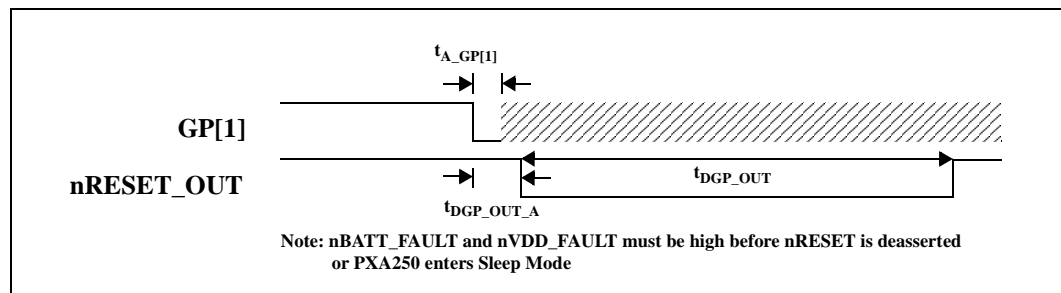 tA_GP[1]
GP[1]
tDGP_OUT
nRESET_OUT
tDGP_OUT_A
Note: nBATT_FAULT and nVDD_FAULT must be high before nRESET is deasserted
or PXA250 enters Sleep Mode